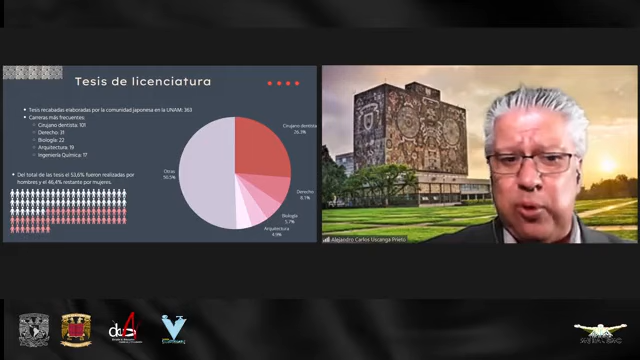 Tesis de licenciatura
Tesis recabadas elaboradas por la comunidad japonesa en la UNAM: 363
Carreras más frecuentes
Cirujano dentista: 101
Derecho: 31
Biología: 22
Arquitectura: 19
Ingeniería Química: 17
Del total de las tesis el 53,6% fueron realizadas por
hombres y el 46,4% restante por mujeres.
Cirujano dentista
26.3%
Derecho
8.1%
Biología
5.7%
Arquitectura
4.9%
Otras
Alejandro Carlos Uscanga Prieto